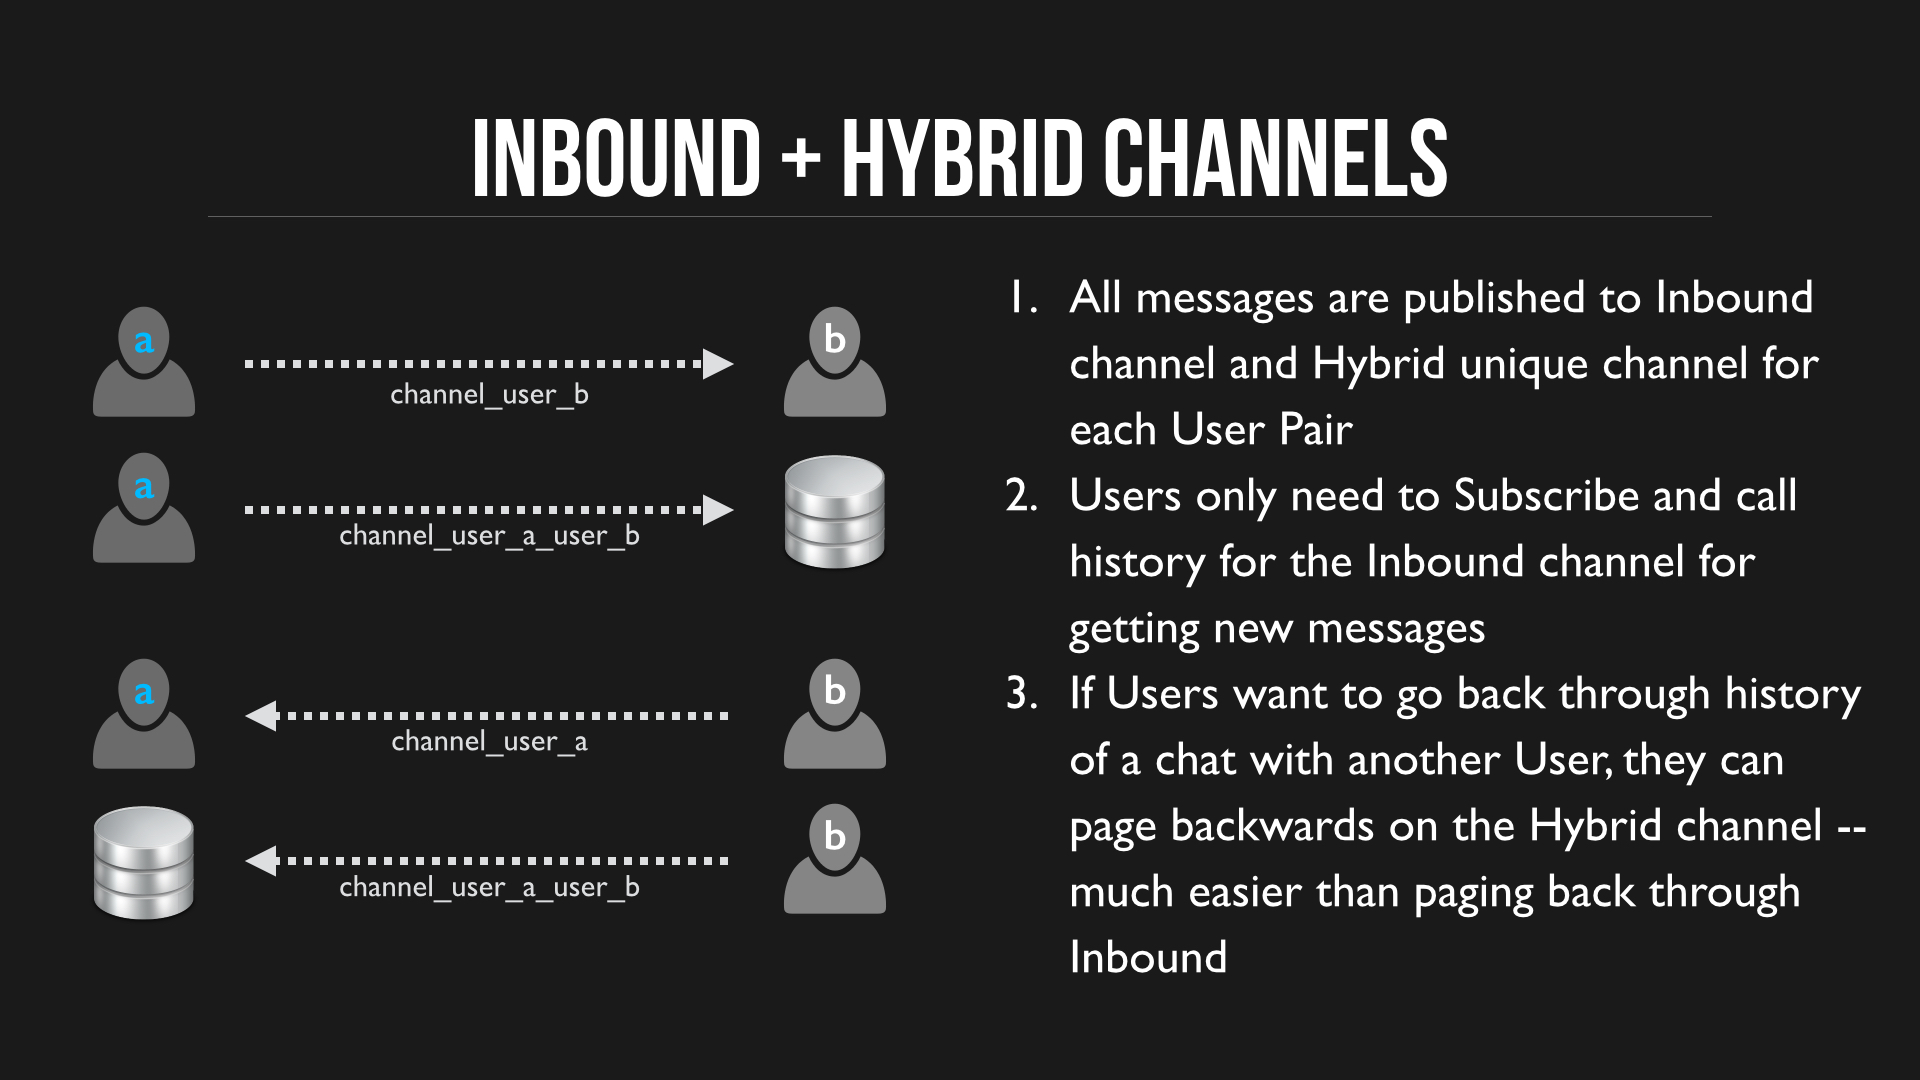 INBOUND + HYBRID CHANNELS
a
b
channel_user_b
a
channel_user_a_user_b
a
b
channel_user_a
b
channel_user_a_user_b
1. All messages are published to Inbound
channel and Hybrid unique channel for
each User Pair
2. Users only need to Subscribe and call
history for the Inbound channel for
getting new messages
3. If Users want to go back through history
of a chat with another User, they can
page backwards on the Hybrid channel --
much easier than paging back through
Inbound